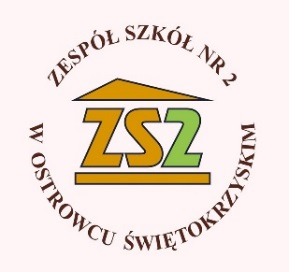 ZESPÓŁ SZKÓŁ NR 2
ZS2
W OSTROWCU ŚWIĘTOKRZYSKIM